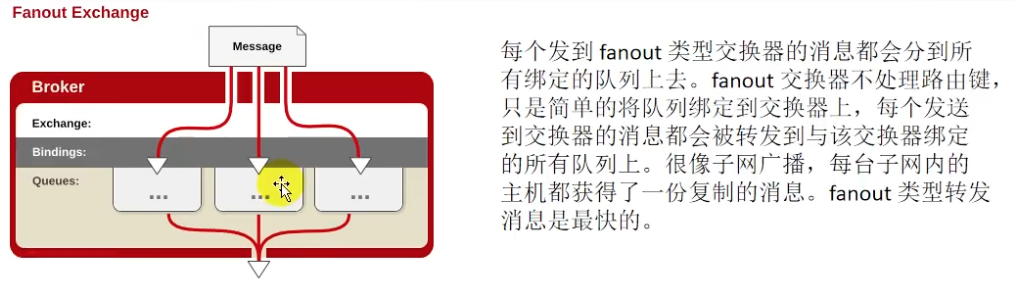 Fanout Exchange
Message
Broker
Exchange:
Bindings:
Queues:
...
...
...
每个发到 fanout 类型交换器的消息都会分到所
有绑定的队列上去。fanout 交换器不处理路由键，
只是简单的将队列绑定到交换器上，每个发送
到交换器的消息都会被转发到与该交换器绑定
的所有队列上。很像子网广播，每台子网内的
主机都获得了一份复制的消息。fanout 类型转发
消息是最快的。